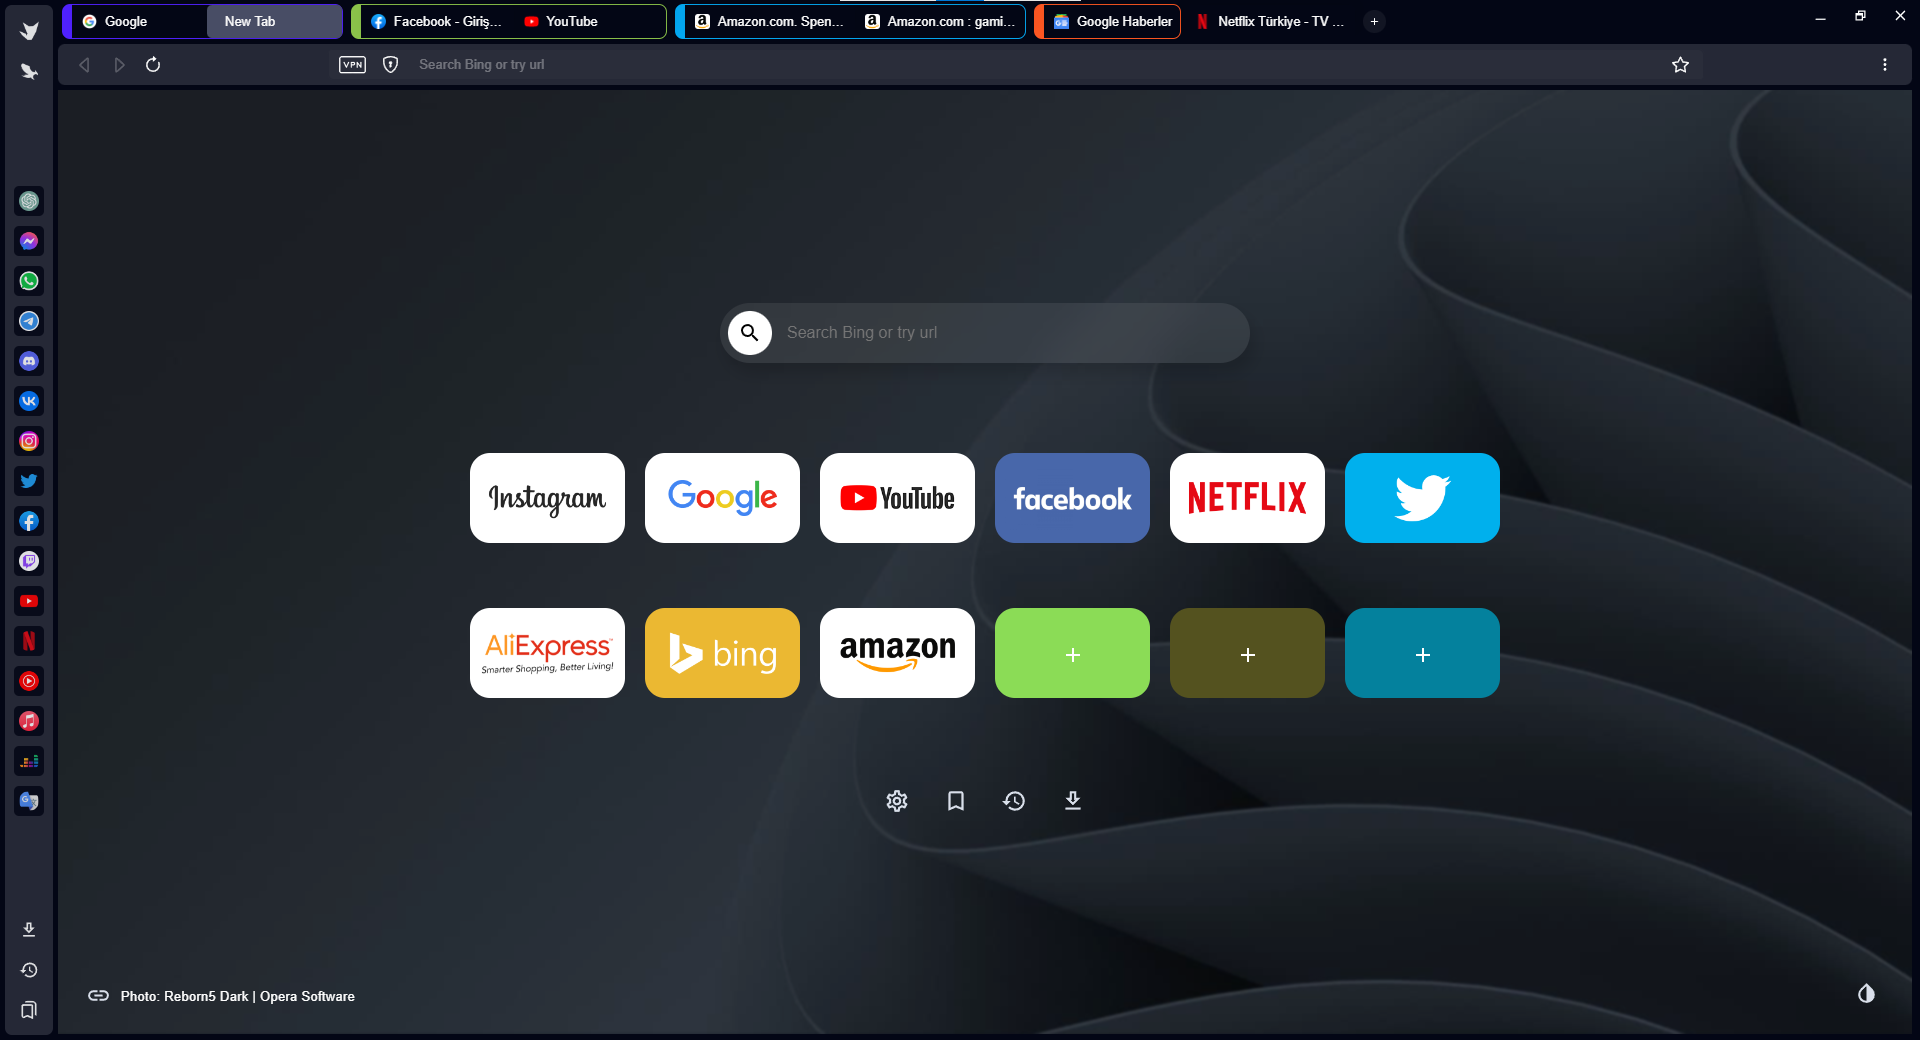 Google
New Tab
Facebook - Giriş...
YouTube
Amazon.com. Spen...
Amazon.com : gami...
Google Haberler
Netflix Türkiye - TV ...
VPN
Search Bing or try url
Search Bing or try url
Instagram
Google
YouTube
facebook
NETFLIX
AliExpress™
Smarter Shopping, Better Living!
bing
amazon
Photo: Reborn5 Dark | Opera Software